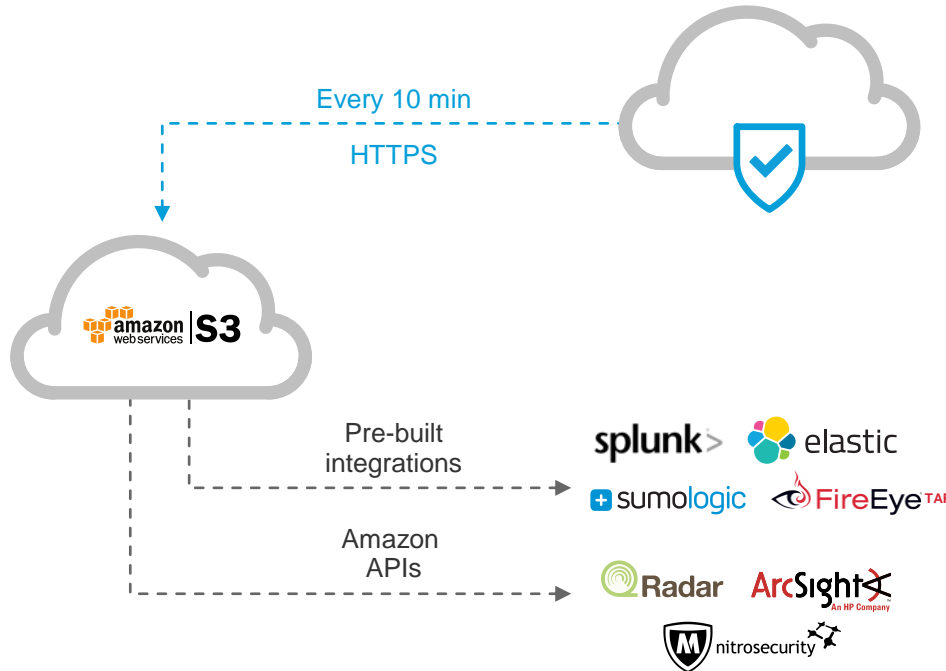 Every 10 min
HTTPS
amazon
webservices
S3
Pre-built
integrations
splunk>
elastic
sumologic
FireEye
Amazon
APIs
QRadar
ArcSight
An HP Company
M
nitrosecurity